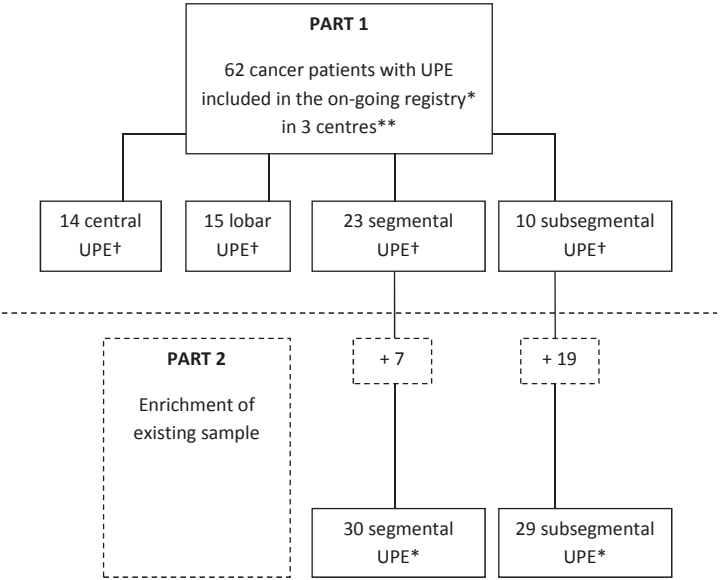 PART 1
62 cancer patients with UPE
included in the on-going registry*
in 3 centres**
14 central
UPE†
15 lobar
UPE†
23 segmental
UPE†
10 subsegmental
UPE†
PART 2
Enrichment of
existing sample
+ 7
+ 19
30 segmental
UPE*
29 subsegmental
UPE*